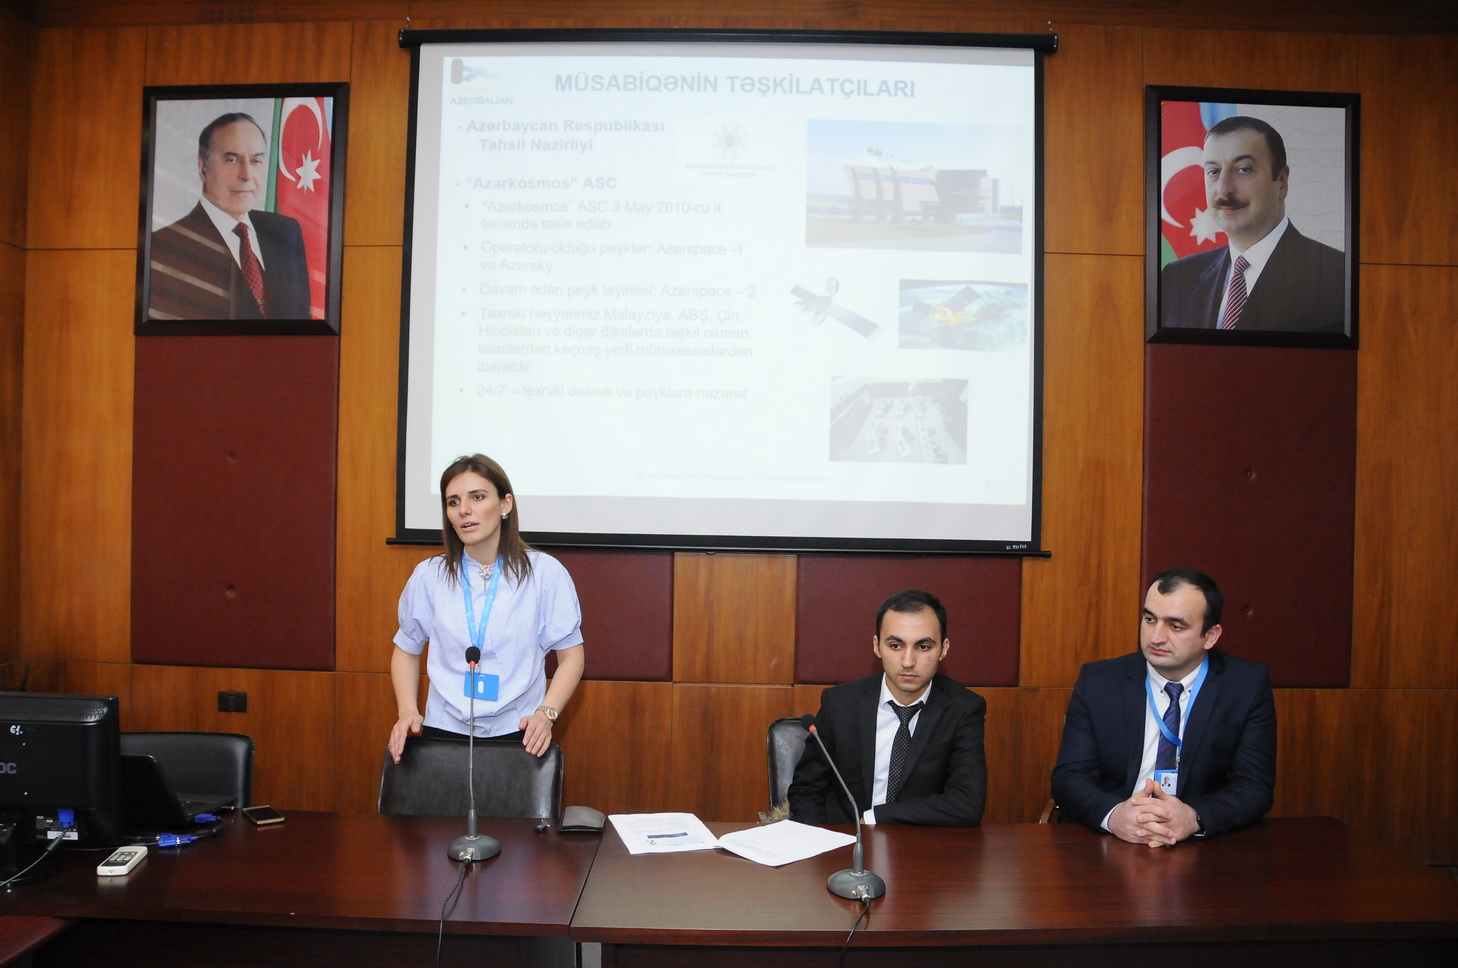 MÜSABİQƏNİN TƏŞKİLATÇILARI
AZERBAIJAN
- Azərbaycan Respublikası
Təhsil Nazirliyi
- “Azərkosmos” ASC
• “Azərkosmos” ASC 3 May 2010-cu il
tarixində təsis edilib
• Operatoru olduğu peyklər: Azerspace -1
və Azersky
• Davam edən peyk layihəsi: Azerspace – 2
• Texniki heyyətimiz Malayziya, ABŞ, Çin,
Hindistan və digər ölkələrdə təşkil olunan
təlimlərdən keçmiş yerli mütəxəssislərdən
ibarətdir
• 24/7 – texniki dəstək və peyklərə nəzarət
61.
OC